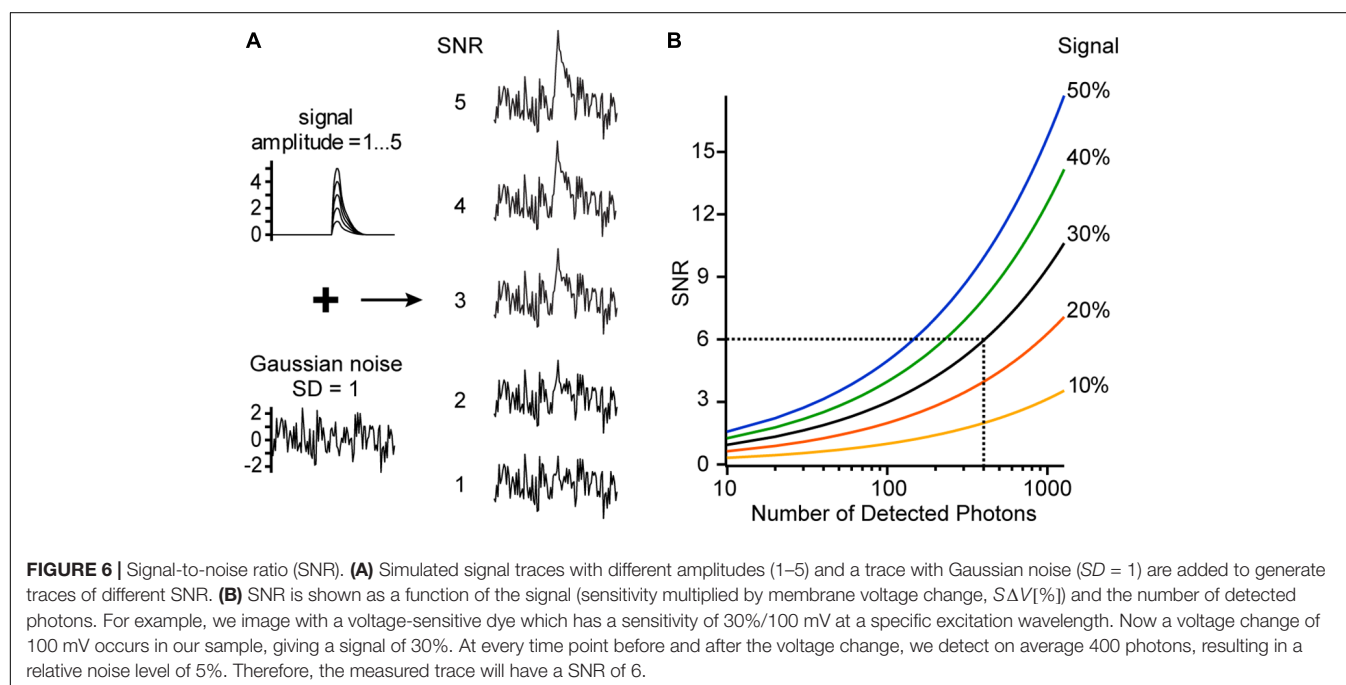 A
signal
amplitude =1...5
4
2
0
Gaussian noise
SD = 1
2
0
-2
SNR
5
4
3
2
1
B
Signal
50%
40%
30%
20%
10%
SNR
15
12
9
6
3
0
10
100
1000
Number of Detected Photons
FIGURE 6 | Signal-to-noise ratio (SNR). (A) Simulated signal traces with different amplitudes (1–5) and a trace with Gaussian noise (SD = 1) are added to generate
traces of different SNR. (B) SNR is shown as a function of the signal (sensitivity multiplied by membrane voltage change, SΔV[%]) and the number of detected
photons. For example, we image with a voltage-sensitive dye which has a sensitivity of 30%/100 mV at a specific excitation wavelength. Now a voltage change of
100 mV occurs in our sample, giving a signal of 30%. At every time point before and after the voltage change, we detect on average 400 photons, resulting in a
relative noise level of 5%. Therefore, the measured trace will have a SNR of 6.